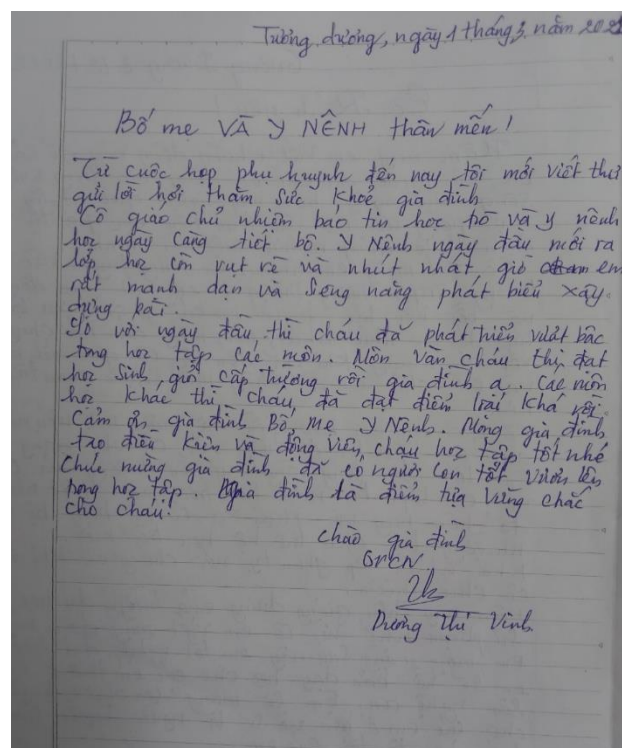 Tương dương, ngày 1 tháng 3 năm 202
Bố mẹ VÀ Y NÊNH thân mến!
Từ cuộc họp phụ huynh đến nay tôi mới viết thư
gửi lời hỏi thăm sức khoẻ gia đình
Cô giáo chủ nhiệm báo tin học trò và y nênh
học ngày càng tiết bộ. Y Nênh ngày đầu mới ra
lớp học còn rụt rè và nhút nhát, giờ em
rất mạnh dạn và siêng năng phát biểu xây
dựng bài.
So với ngày đầu, thì cháu đã phát triển vượt bậc
trong học tập các môn. Môn Văn cháu thi đạt
học sinh giỏi cấp trường rồi gia đình ạ. Các môn
học khác thì cháu, đã đạt điểm loại khá rồi.
Cảm ơn gia đình Bố, mẹ Y Nênh. Mong gia đình,
tạo điều kiện và động viên, cháu học tập tốt nhé
Chúc mừng gia đình đã có người con tốt vươn lên
trong học tập. Gia đình là điểm tựa vững chắc
cho cháu!
Chào gia đình
GVCN
Dương Thị Vinh